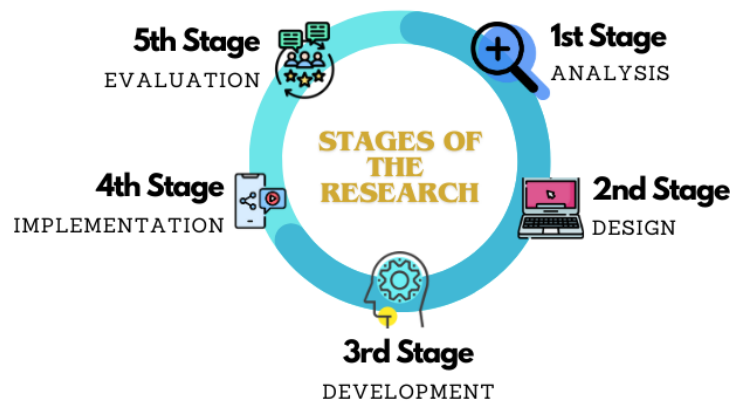 STAGES OF
THE
RESEARCH
1st Stage
ANALYSIS
2nd Stage
DESIGN
3rd Stage
DEVELOPMENT
4th Stage
IMPLEMENTATION
5th Stage
EVALUATION